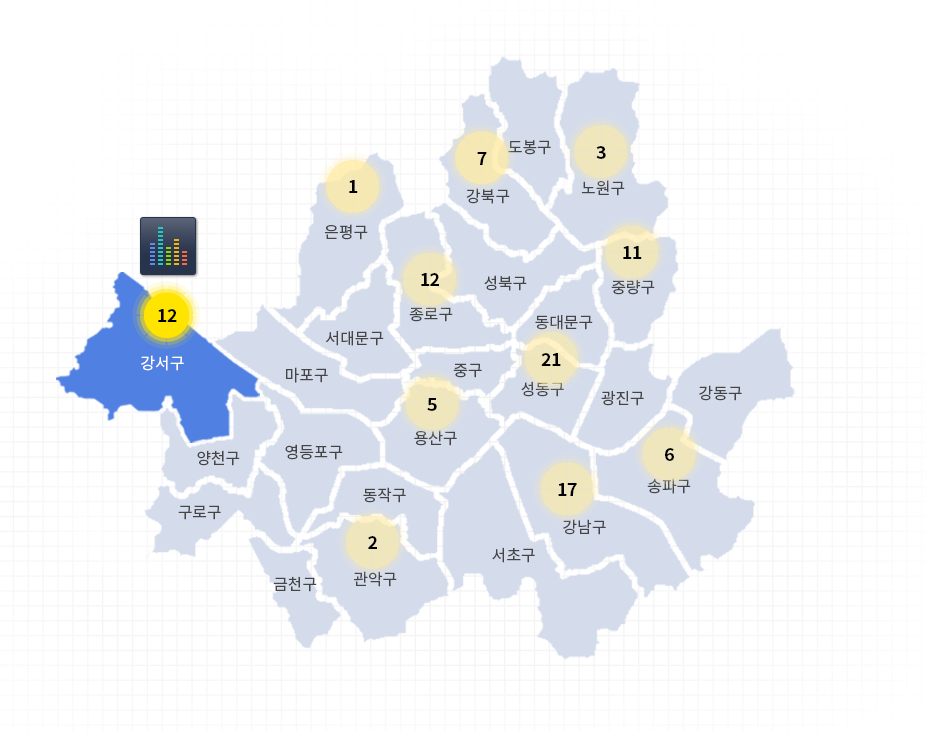 도봉구
7
3
강북구
노원구
1
은평구
11
중량구
12
종로구
성북구
12
강서구
서대문구
동대문구
21
성동구
마포구
중구
5
용산구
광진구
강동구
양천구
영등포구
6
송파구
구로구
동작구
17
강남구
2
관악구
서초구
금천구